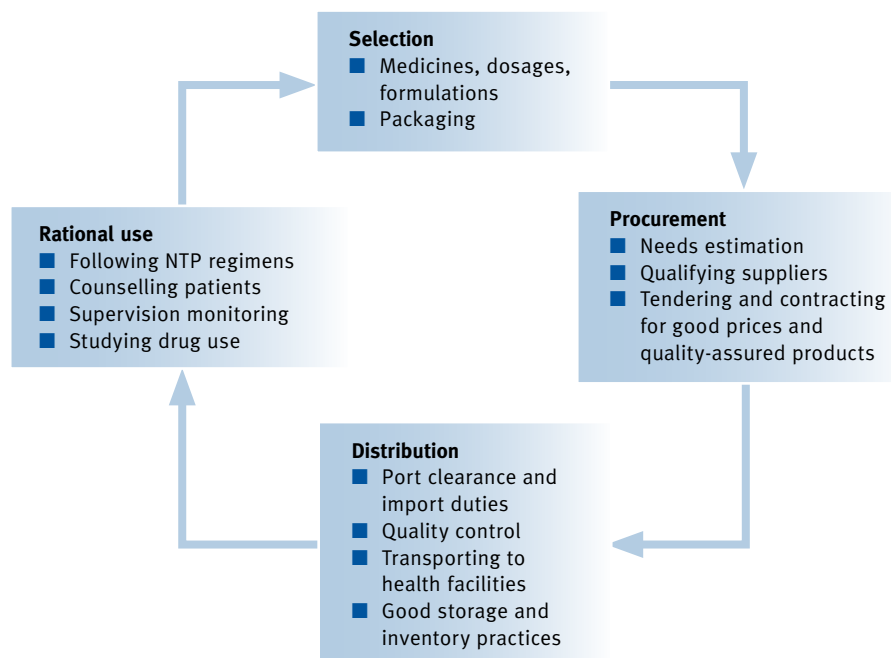 Selection
■ Medicines, dosages,
formulations
■ Packaging
Procurement
■ Needs estimation
■ Qualifying suppliers
■ Tendering and contracting
for good prices and
quality-assured products
Distribution
■ Port clearance and
import duties
■ Quality control
■ Transporting to
health facilities
■ Good storage and
inventory practices
Rational use
■ Following NTP regimens
■ Counselling patients
■ Supervision monitoring
■ Studying drug use